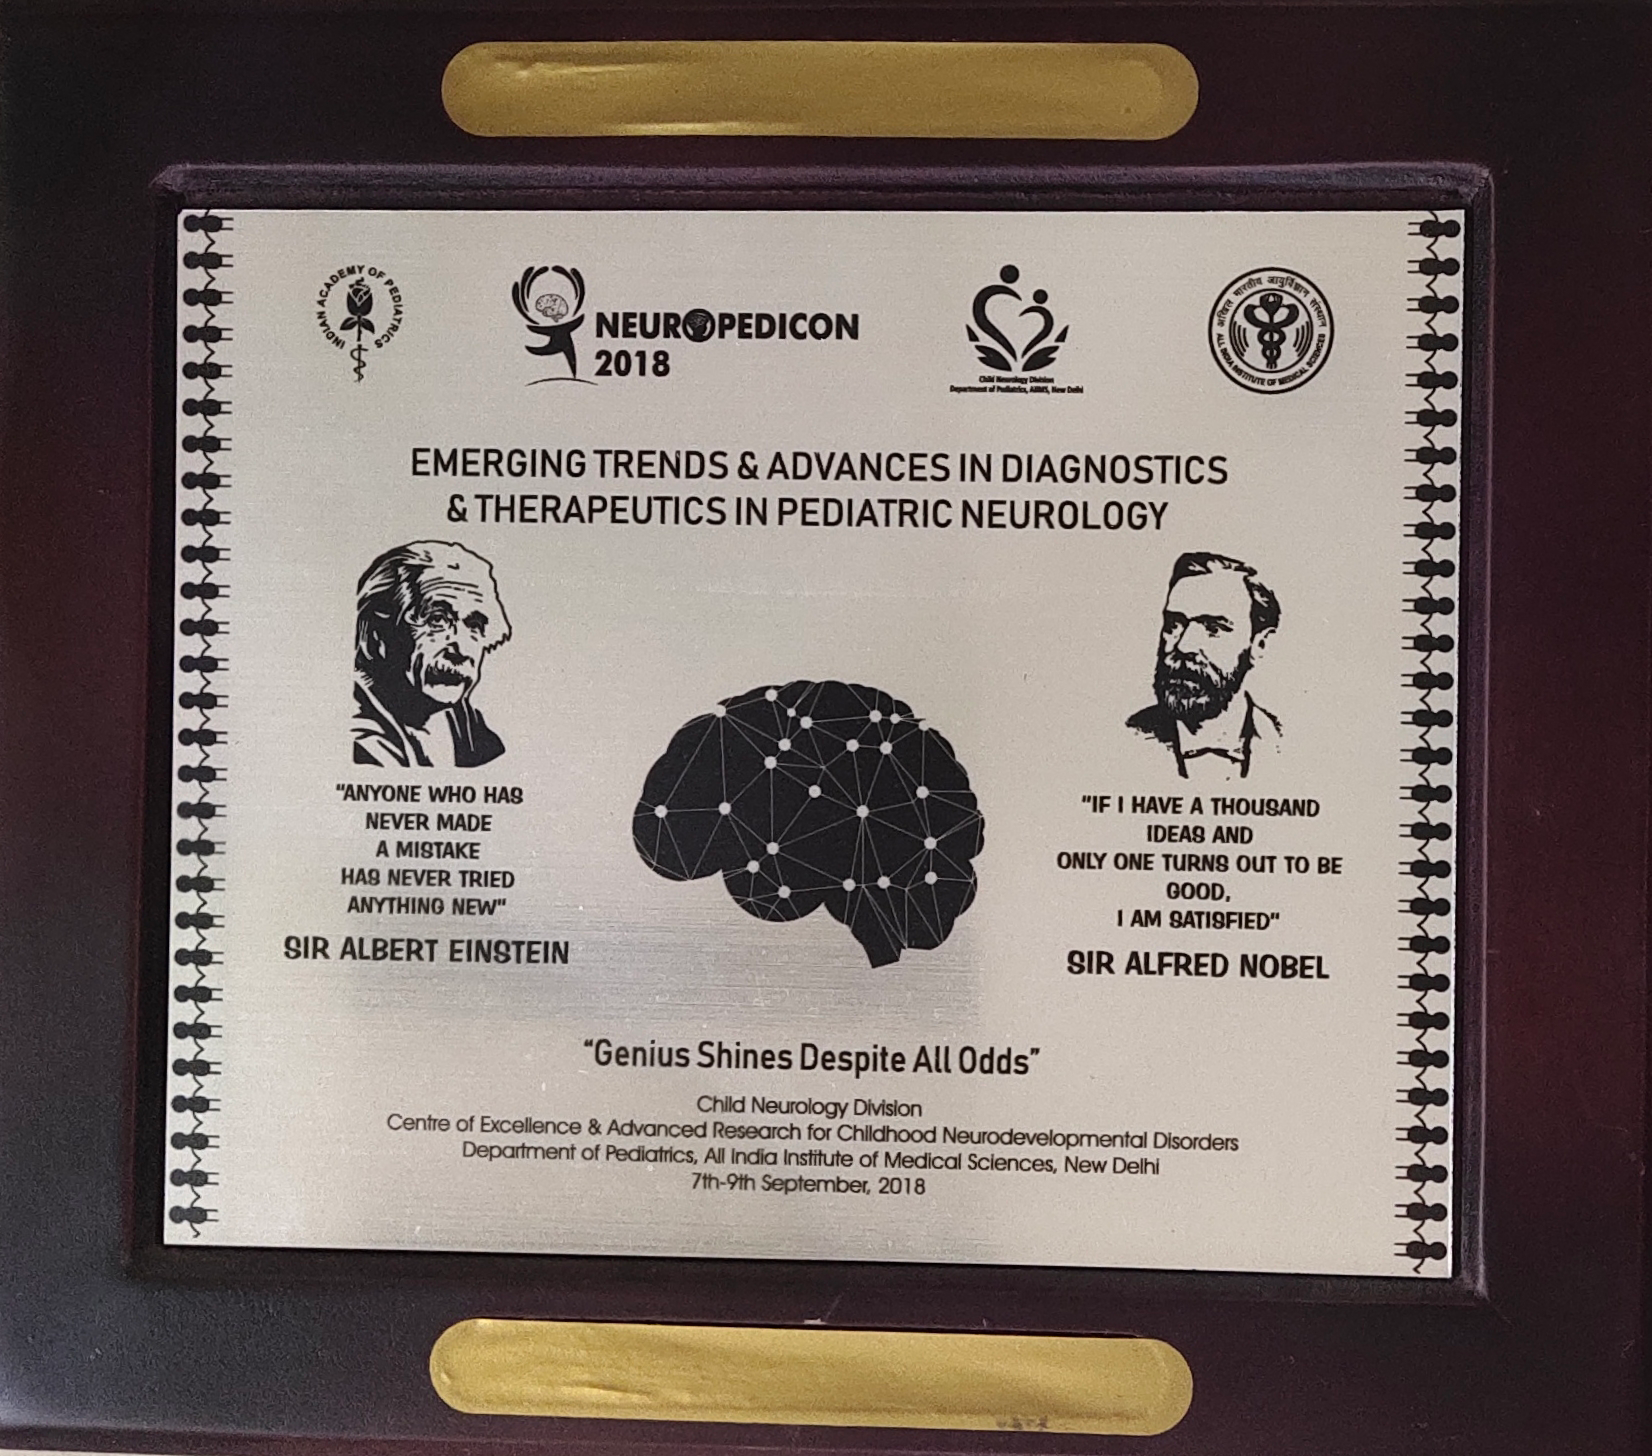 INDIAN ACADEMY OF PEDIATRICS
NEUROPEDICON
2018
Child Neurology Division
Department of Pediatrics, AIIMS, New Delhi
अखिल भारतीय आयुर्विज्ञान संस्थान
ALL INDIA INSTITUTE OF MEDICAL SCIENCES
EMERGING TRENDS & ADVANCES IN DIAGNOSTICS
& THERAPEUTICS IN PEDIATRIC NEUROLOGY
"ANYONE WHO HAS
NEVER MADE
A MISTAKE
HAS NEVER TRIED
ANYTHING NEW"
SIR ALBERT EINSTEIN
"IF I HAVE A THOUSAND
IDEAS AND
ONLY ONE TURNS OUT TO BE
GOOD,
I AM SATISFIED"
SIR ALFRED NOBEL
"Genius Shines Despite All Odds"
Child Neurology Division
Centre of Excellence & Advanced Research for Childhood Neurodevelopmental Disorders
Department of Pediatrics, All India Institute of Medical Sciences, New Delhi
7th-9th September, 2018